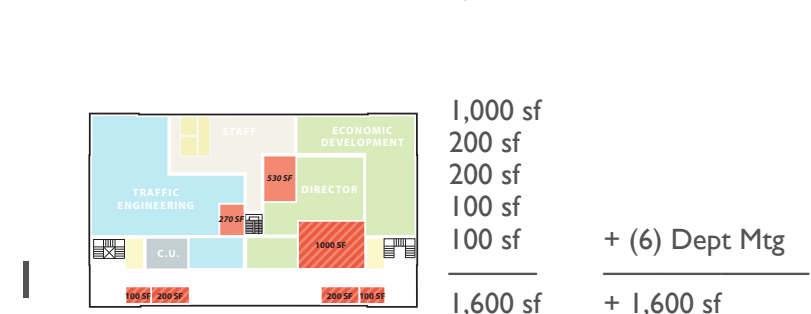 1,000 sf
200 sf
200 sf
100 sf
100 sf + (6) Dept Mtg
1,600 sf + 1,600 sf
1
STAFF
ECONOMIC
DEVELOPMENT
530 SF
DIRECTOR
TRAFFIC
ENGINEERING
270 SF
1000 SF
C.U.
100 SF 200 SF 200 SF 100 SF